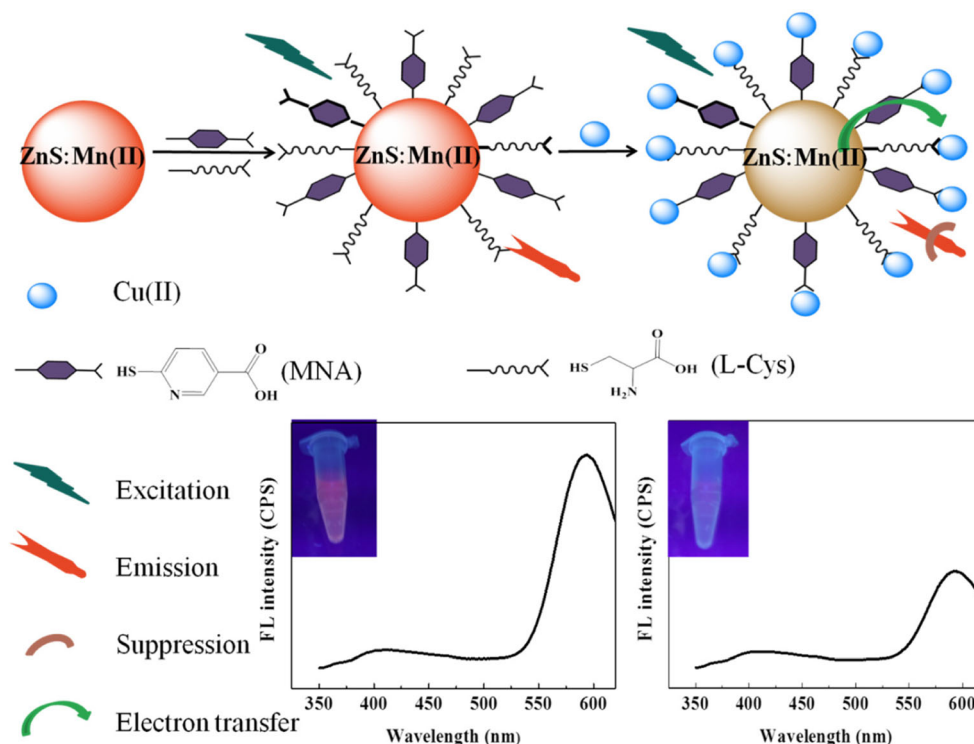 ZnS:Mn(II)
ZnS:Mn(II)
ZnS:Mn(II)
Cu(II)
HS
N
O
OH
(MNA)
HS
O
OH
H₂N
(L-Cys)
Excitation
Emission
Suppression
Electron transfer
FL intensity (CPS)
350 400 450 500 550 600
Wavelength (nm)
FL intensity (CPS)
350 400 450 500 550 600
Wavelength (nm)